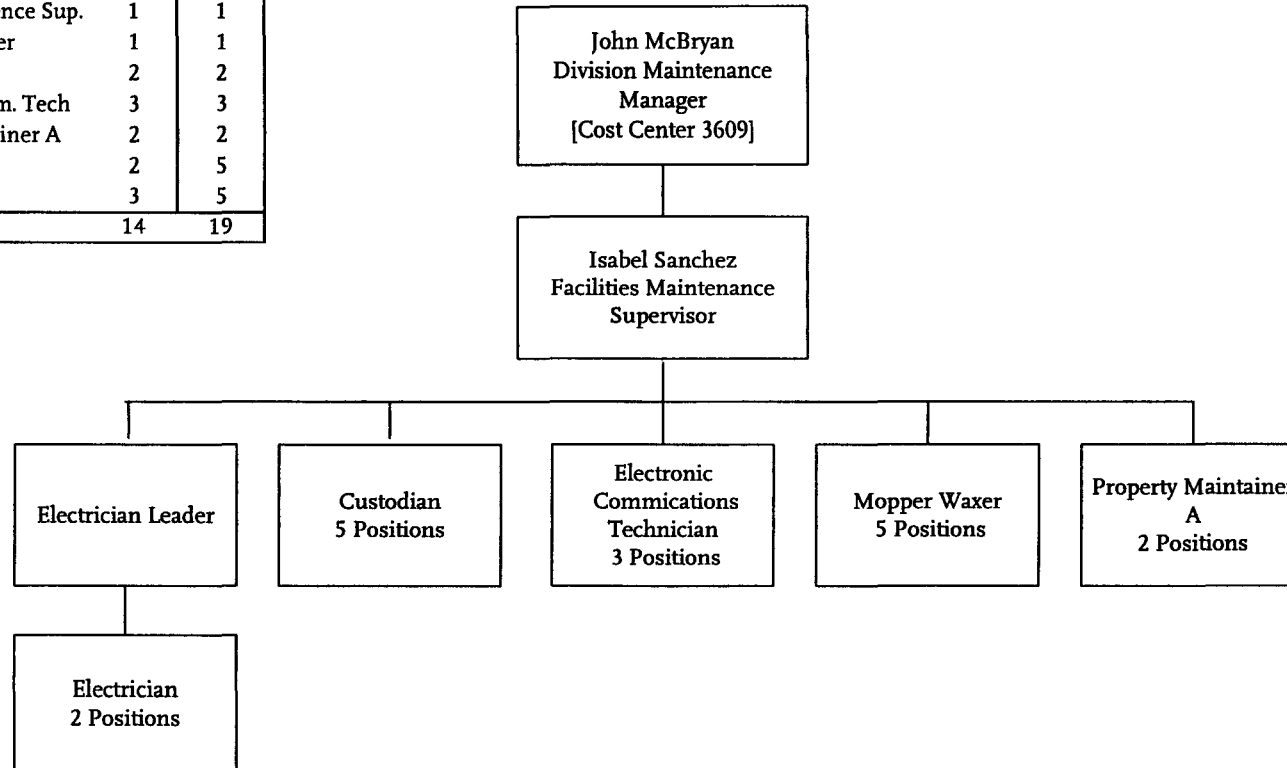 nce Sup. 1 1
er 1 1
2 2
m. Tech 3 3
iner A 2 2
2 5
3 5
14 19
John McBryan
Division Maintenance
Manager
[Cost Center 3609]
Isabel Sanchez
Facilities Maintenance
Supervisor
Electrician Leader
Custodian
5 Positions
Electronic
Commications
Technician
3 Positions
Mopper Waxer
5 Positions
Property Maintainer
A
2 Positions
Electrician
2 Positions